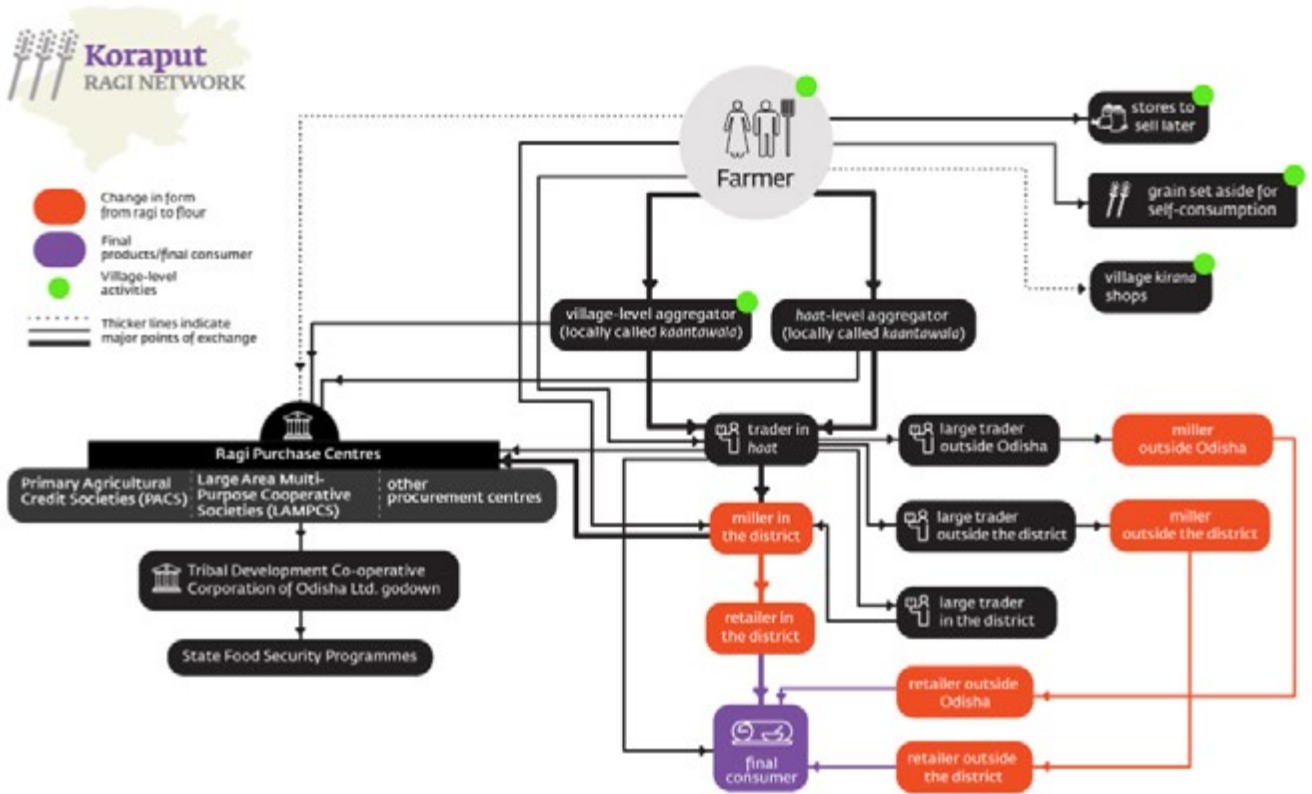 Koraput
RAGI NETWORK
Change in form
from ragi to flour
Final
products/final consumer
Village-level
activities
Thicker lines indicate
major points of exchange
Farmer
stores to
sell later
grain set aside for
self-consumption
village kirana
shops
village-level aggregator
(locally called kaantawala)
haat-level aggregator
(locally called kaantawala)
Ragi Purchase Centres
Primary Agricultural
Credit Societies (PACS)
Large Area Multi-
Purpose Cooperative
Societies (LAMPCS)
other
procurement centres
Tribal Development Co-operative
Corporation of Odisha Ltd. godown
State Food Security Programmes
trader in
haat
large trader
outside Odisha
miller
outside Odisha
miller in
the district
large trader
outside the district
miller
outside the district
retailer in
the district
large trader
in the district
retailer outside
Odisha
final
consumer
retailer outside
the district